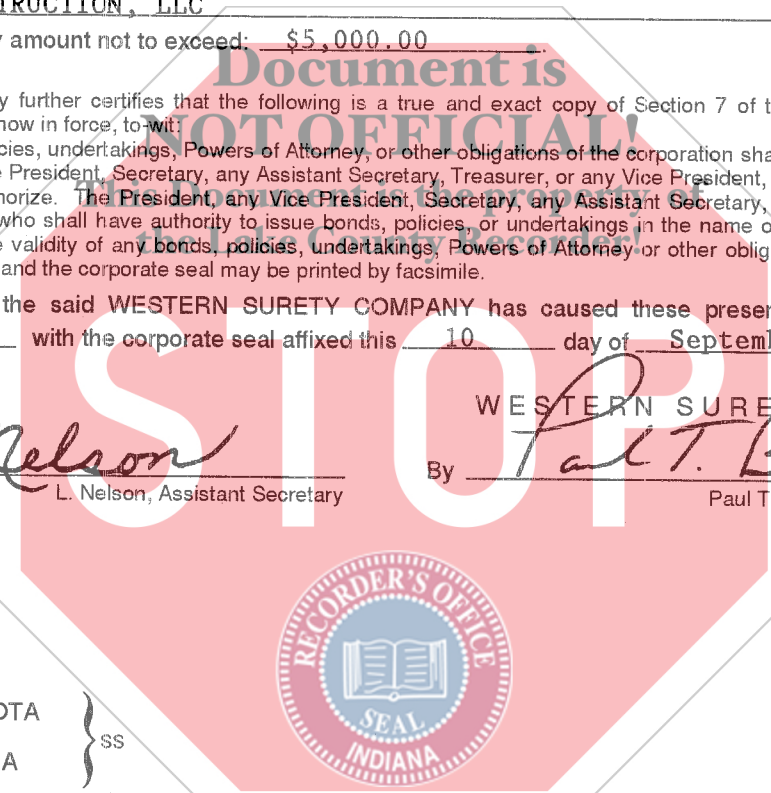 TRUCTION, LLC
y amount not to exceed: $5,000.00
Document is
y further certifies that the following is a true and exact copy of Section 7 of t
now in force, to-wit:
NOT OFFICIAL!
cies, undertakings, Powers of Attorney, or other obligations of the corporation sha
e President, Secretary, any Assistant Secretary, Treasurer, or any Vice President,
This Document is the property of
horize. The President, any Vice President, Secretary, any Assistant Secretary,
who shall have authority to issue bonds, policies, or undertakings in the name o
the Lake County Recorder!
e validity of any bonds, policies, undertakings, Powers of Attorney or other oblig
and the corporate seal may be printed by facsimile.
the said WESTERN SURETY COMPANY has caused these presen
with the corporate seal affixed this 10 day of Septemb
STOP
WESTERN SURE
Nelson
By Paul T. B
L. Nelson, Assistant Secretary
Paul T
RECORDER'S OFFICE
SEAL
INDIANA
OTA
SS
A